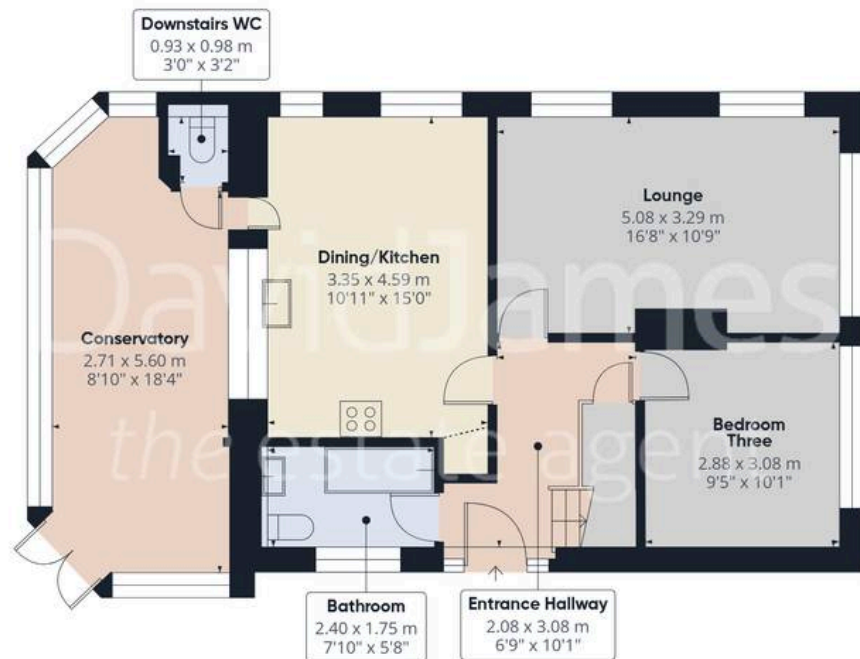 Downstairs WC
0.93 x 0.98 m
3'0" x 3'2"
Lounge
5.08 x 3.29 m
16'8" x 10'9"
Dining/Kitchen
3.35 x 4.59 m
10'11" x 15'0"
DavidJames
Conservatory
2.71 x 5.60 m
8'10" x 18'4"
the estate agent
Bedroom
Three
2.88 x 3.08 m
9'5" x 10'1"
Bathroom
2.40 x 1.75 m
7'10" x 5'8"
Entrance Hallway
2.08 x 3.08 m
6'9" x 10'1"